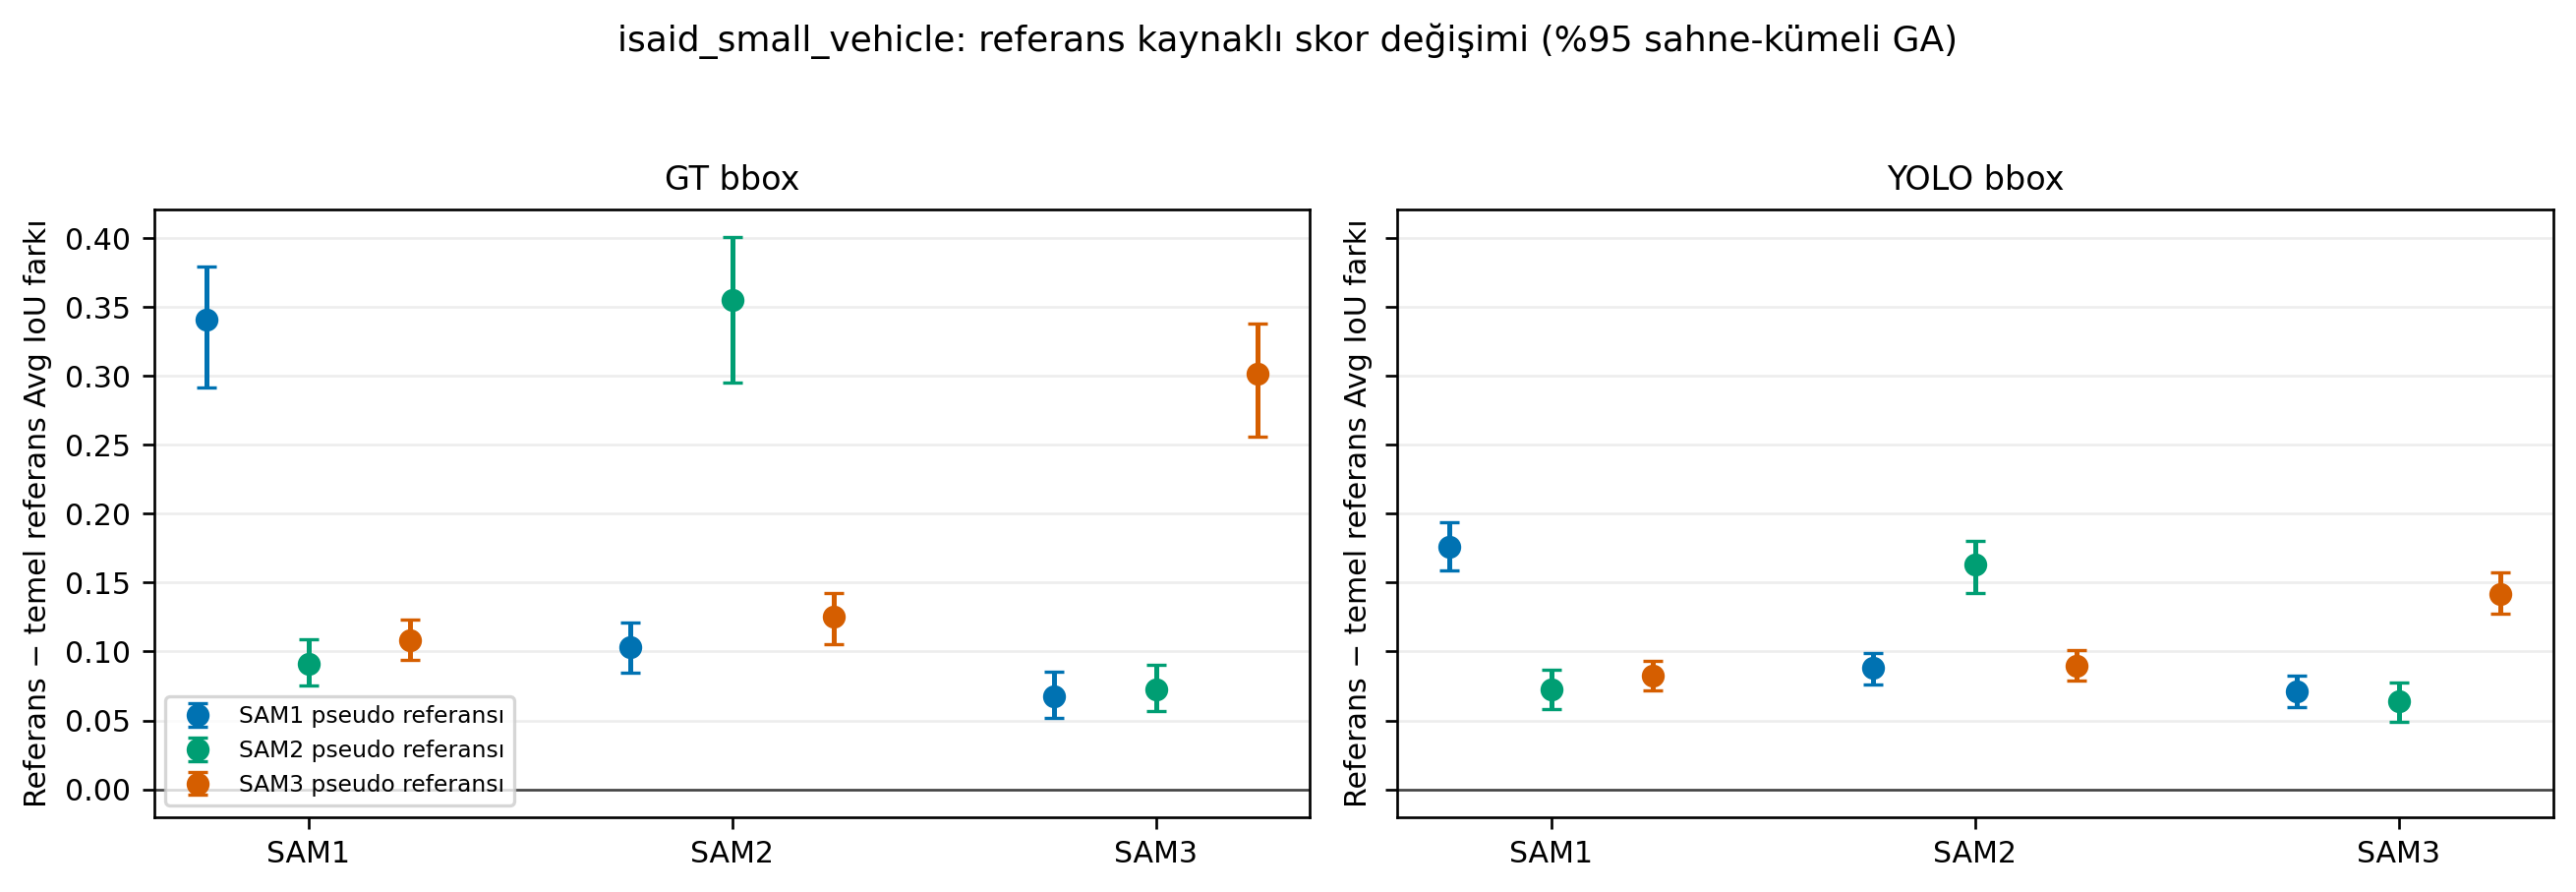 isaid_small_vehicle: referans kaynaklı skor değişimi (%95 sahne-kümeli GA)
GT bbox
Referans − temel referans Avg IoU farkı
0.40
0.35
0.30
0.25
0.20
0.15
0.10
0.05
0.00
SAM1 pseudo referansı
SAM2 pseudo referansı
SAM3 pseudo referansı
SAM1
SAM2
SAM3
YOLO bbox
Referans − temel referans Avg IoU farkı
SAM1
SAM2
SAM3